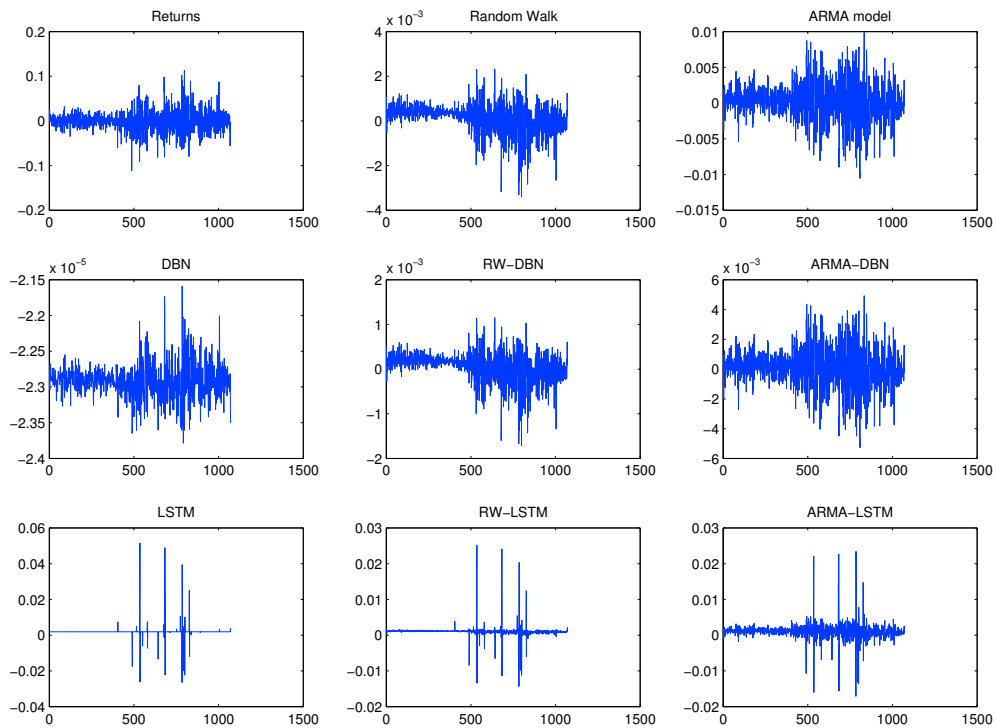 Returns
0.2
0.1
0
−0.1
−0.2
0 500 1000 1500
Random Walk
x 10⁻³
4
2
0
−2
−4
0 500 1000 1500
ARMA model
0.01
0.005
0
−0.005
−0.01
−0.015
0 500 1000 1500
DBN
x 10⁻⁵
−2.15
−2.2
−2.25
−2.3
−2.35
−2.4
0 500 1000 1500
RW−DBN
x 10⁻³
2
1
0
−1
−2
0 500 1000 1500
ARMA−DBN
x 10⁻³
6
4
2
0
−2
−4
−6
0 500 1000 1500
LSTM
0.06
0.04
0.02
0
−0.02
−0.04
0 500 1000 1500
RW−LSTM
0.03
0.02
0.01
0
−0.01
−0.02
0 500 1000 1500
ARMA−LSTM
0.03
0.02
0.01
0
−0.01
−0.02
0 500 1000 1500